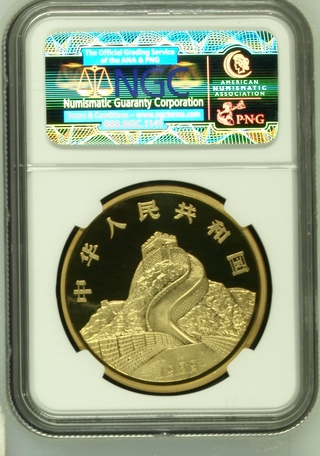 The Official Grading Service
of the ANA & PNG
NGC
Numismatic Guaranty Corporation
AMERICAN
NUMISMATIC
ASSOCIATION
PNG
中华人民共和国